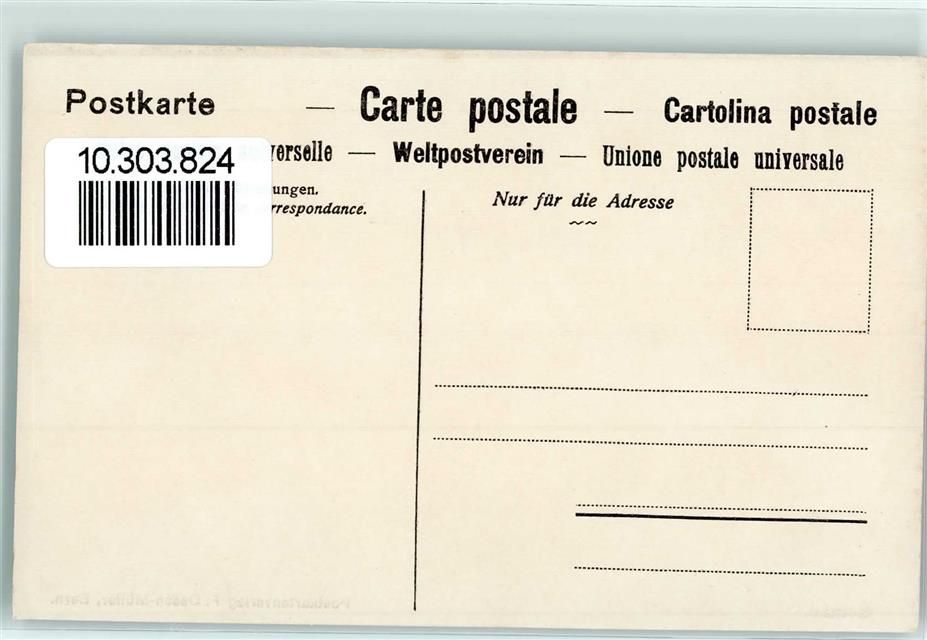 Postkarte — Carte postale — Cartolina postale
10.303.824
verselle — Weltpostverein — Unione postale universale
ungen.
rrespondance.
Nur für die Adresse